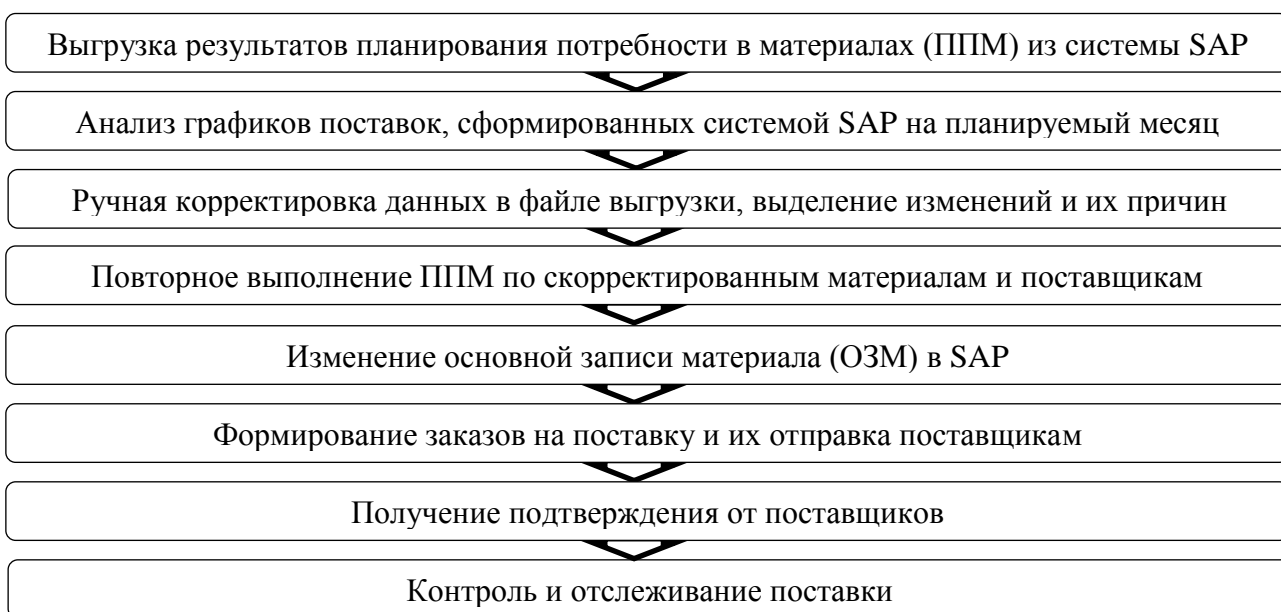 Выгрузка результатов планирования потребности в материалах (ППМ) из системы SAP
Анализ графиков поставок, сформированных системой SAP на планируемый месяц
Ручная корректировка данных в файле выгрузки, выделение изменений и их причин
Повторное выполнение ППМ по скорректированным материалам и поставщикам
Изменение основной записи материала (ОЗМ) в SAP
Формирование заказов на поставку и их отправка поставщикам
Получение подтверждения от поставщиков
Контроль и отслеживание поставки